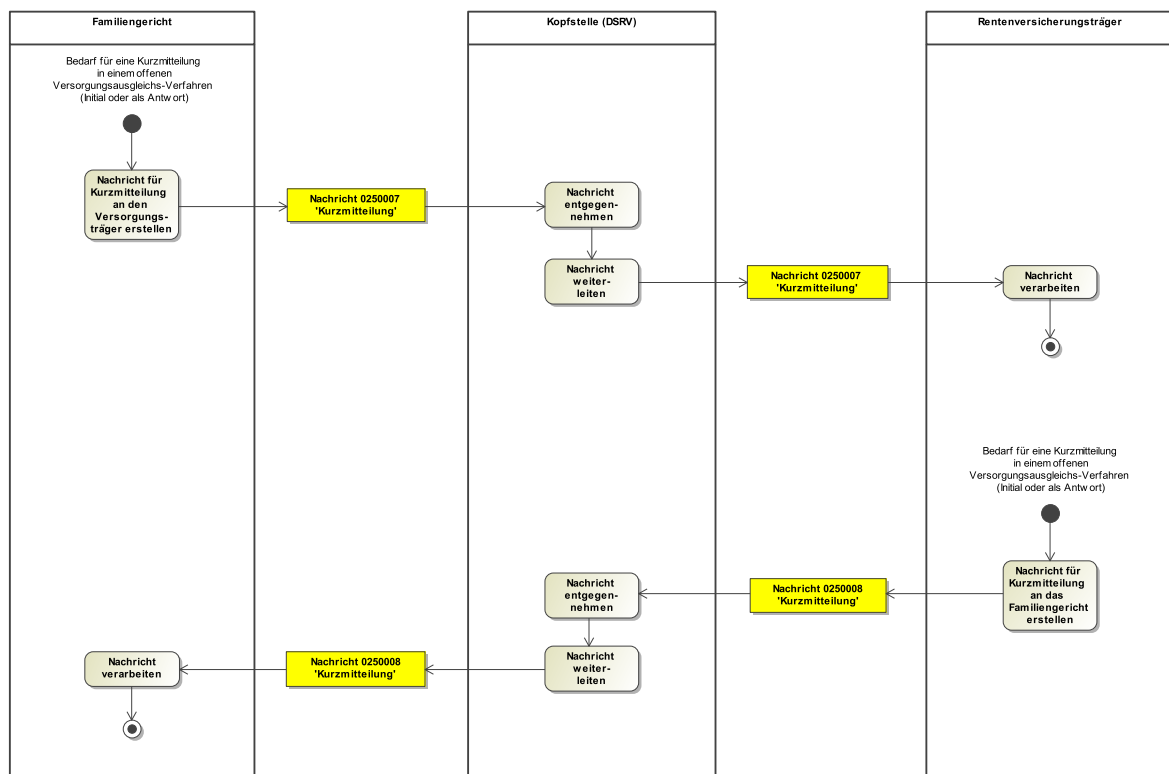 Familiengericht
Kopfstelle (DSRV)
Rentenversicherungsträger
Bedarf für eine Kurzmitteilung
in einem offenen
Versorgungsausgleichs-Verfahren
(Initial oder als Antwort)
Nachricht für
Kurzmitteilung
an den
Versorgungs-
träger erstellen
Nachricht 0250007
'Kurzmitteilung'
Nachricht
entgegen-
nehmen
Nachricht
weiter-
leiten
Nachricht 0250007
'Kurzmitteilung'
Nachricht
verarbeiten
Bedarf für eine Kurzmitteilung
in einem offenen
Versorgungsausgleichs-Verfahren
(Initial oder als Antwort)
Nachricht für
Kurzmitteilung
an das
Familiengericht
erstellen
Nachricht 0250008
'Kurzmitteilung'
Nachricht
entgegen-
nehmen
Nachricht
weiter-
leiten
Nachricht 0250008
'Kurzmitteilung'
Nachricht
verarbeiten